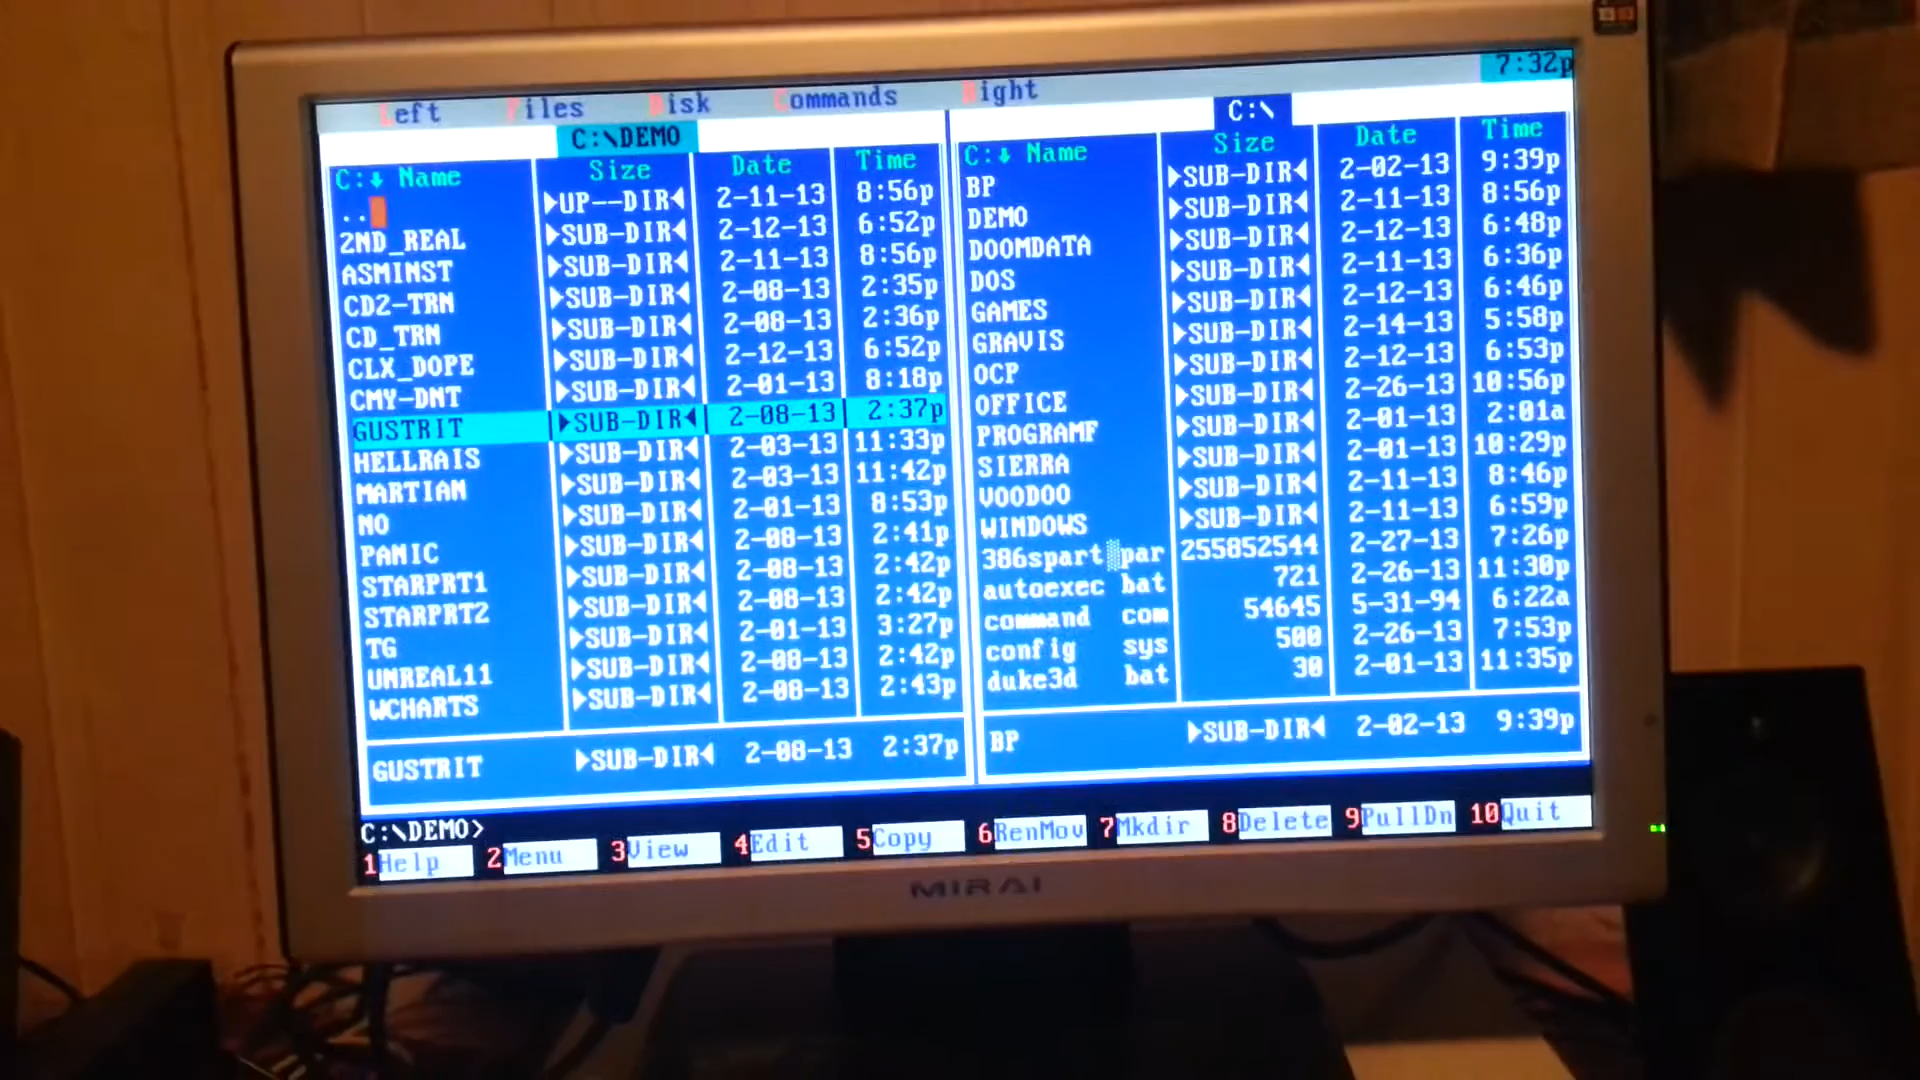 Left Files Disk Commands Right 7:32p
C:\DEMO
C:↓ Name Size Date Time
.. ►UP--DIR◄ 2-11-13 8:56p
2ND_REAL ►SUB-DIR◄ 2-12-13 6:52p
ASMINST ►SUB-DIR◄ 2-11-13 8:56p
CD2-TRN ►SUB-DIR◄ 2-08-13 2:35p
CD_TRN ►SUB-DIR◄ 2-08-13 2:36p
CLX_DOPE ►SUB-DIR◄ 2-12-13 6:52p
CMY-DNT ►SUB-DIR◄ 2-01-13 8:18p
GUSTRIT ►SUB-DIR◄ 2-08-13 2:37p
HELLRAIS ►SUB-DIR◄ 2-03-13 11:33p
MARTIAN ►SUB-DIR◄ 2-03-13 11:42p
NO ►SUB-DIR◄ 2-01-13 8:53p
PANIC ►SUB-DIR◄ 2-08-13 2:41p
STARPRT1 ►SUB-DIR◄ 2-08-13 2:42p
STARPRT2 ►SUB-DIR◄ 2-08-13 2:42p
TG ►SUB-DIR◄ 2-01-13 3:27p
UNREAL11 ►SUB-DIR◄ 2-08-13 2:42p
WCHARTS ►SUB-DIR◄ 2-08-13 2:43p
GUSTRIT ►SUB-DIR◄ 2-08-13 2:37p
C:\
C:↓ Name Size Date Time
BP ►SUB-DIR◄ 2-02-13 9:39p
DEMO ►SUB-DIR◄ 2-11-13 8:56p
DOOMDATA ►SUB-DIR◄ 2-12-13 6:48p
DOS ►SUB-DIR◄ 2-11-13 6:36p
GAMES ►SUB-DIR◄ 2-12-13 6:46p
GRAVIS ►SUB-DIR◄ 2-14-13 5:58p
OCP ►SUB-DIR◄ 2-12-13 6:53p
OFFICE ►SUB-DIR◄ 2-26-13 10:56p
PROGRAMF ►SUB-DIR◄ 2-01-13 2:01a
SIERRA ►SUB-DIR◄ 2-01-13 10:29p
VOODOO ►SUB-DIR◄ 2-11-13 8:46p
WINDOWS ►SUB-DIR◄ 2-11-13 6:59p
386spart▒par 255852544 2-27-13 7:26p
autoexec bat 721 2-26-13 11:30p
command com 54645 5-31-94 6:22a
config sys 500 2-26-13 7:53p
duke3d bat 30 2-01-13 11:35p
BP ►SUB-DIR◄ 2-02-13 9:39p
C:\DEMO>
1Help 2Menu 3View 4Edit 5Copy 6RenMov 7Mkdir 8Delete 9PullDn 10Quit
MIRAI